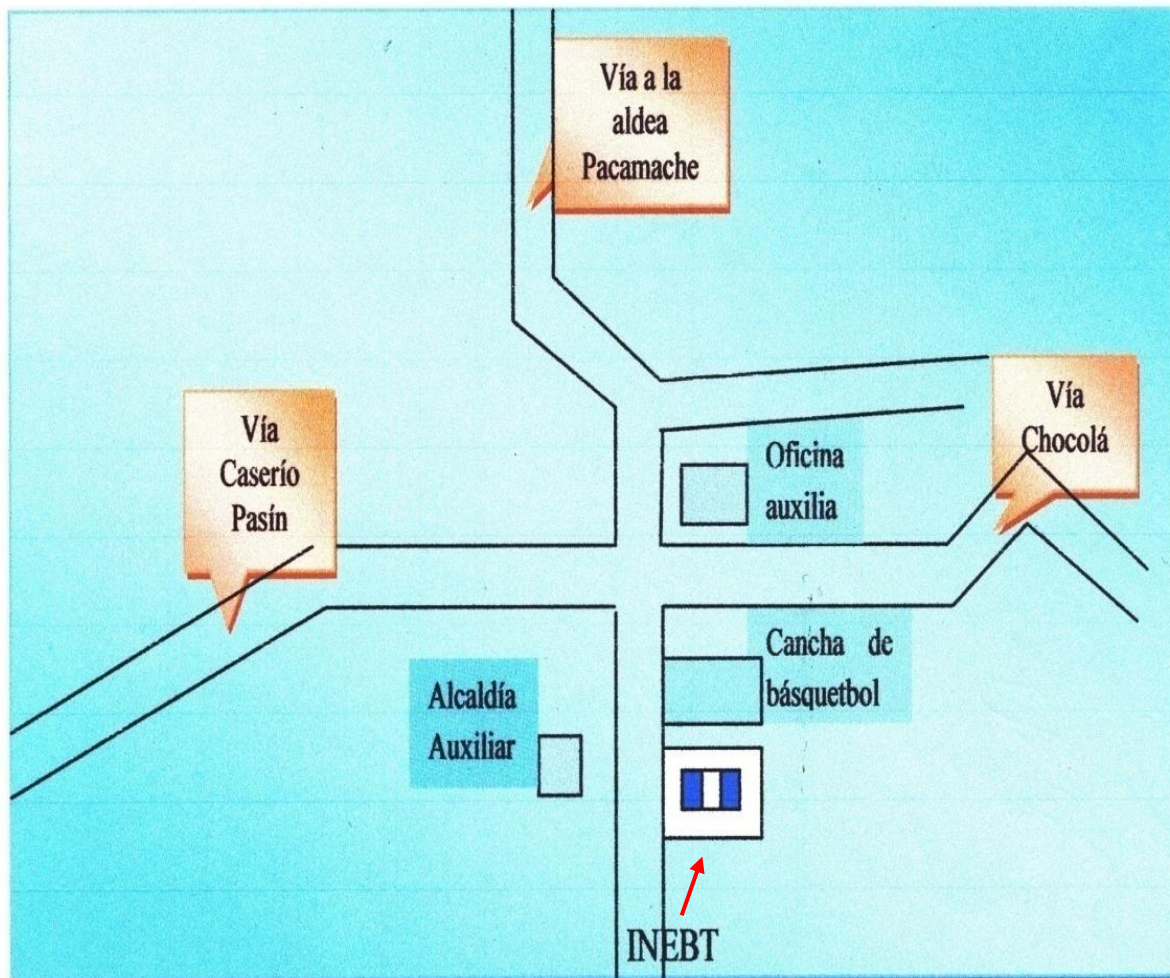 Vía a la
aldea
Pacamache
Vía
Caserío
Pasín
Vía
Chocolá
Oficina
auxilia
Cancha de
básquetbol
Alcaldía
Auxiliar
INEBT